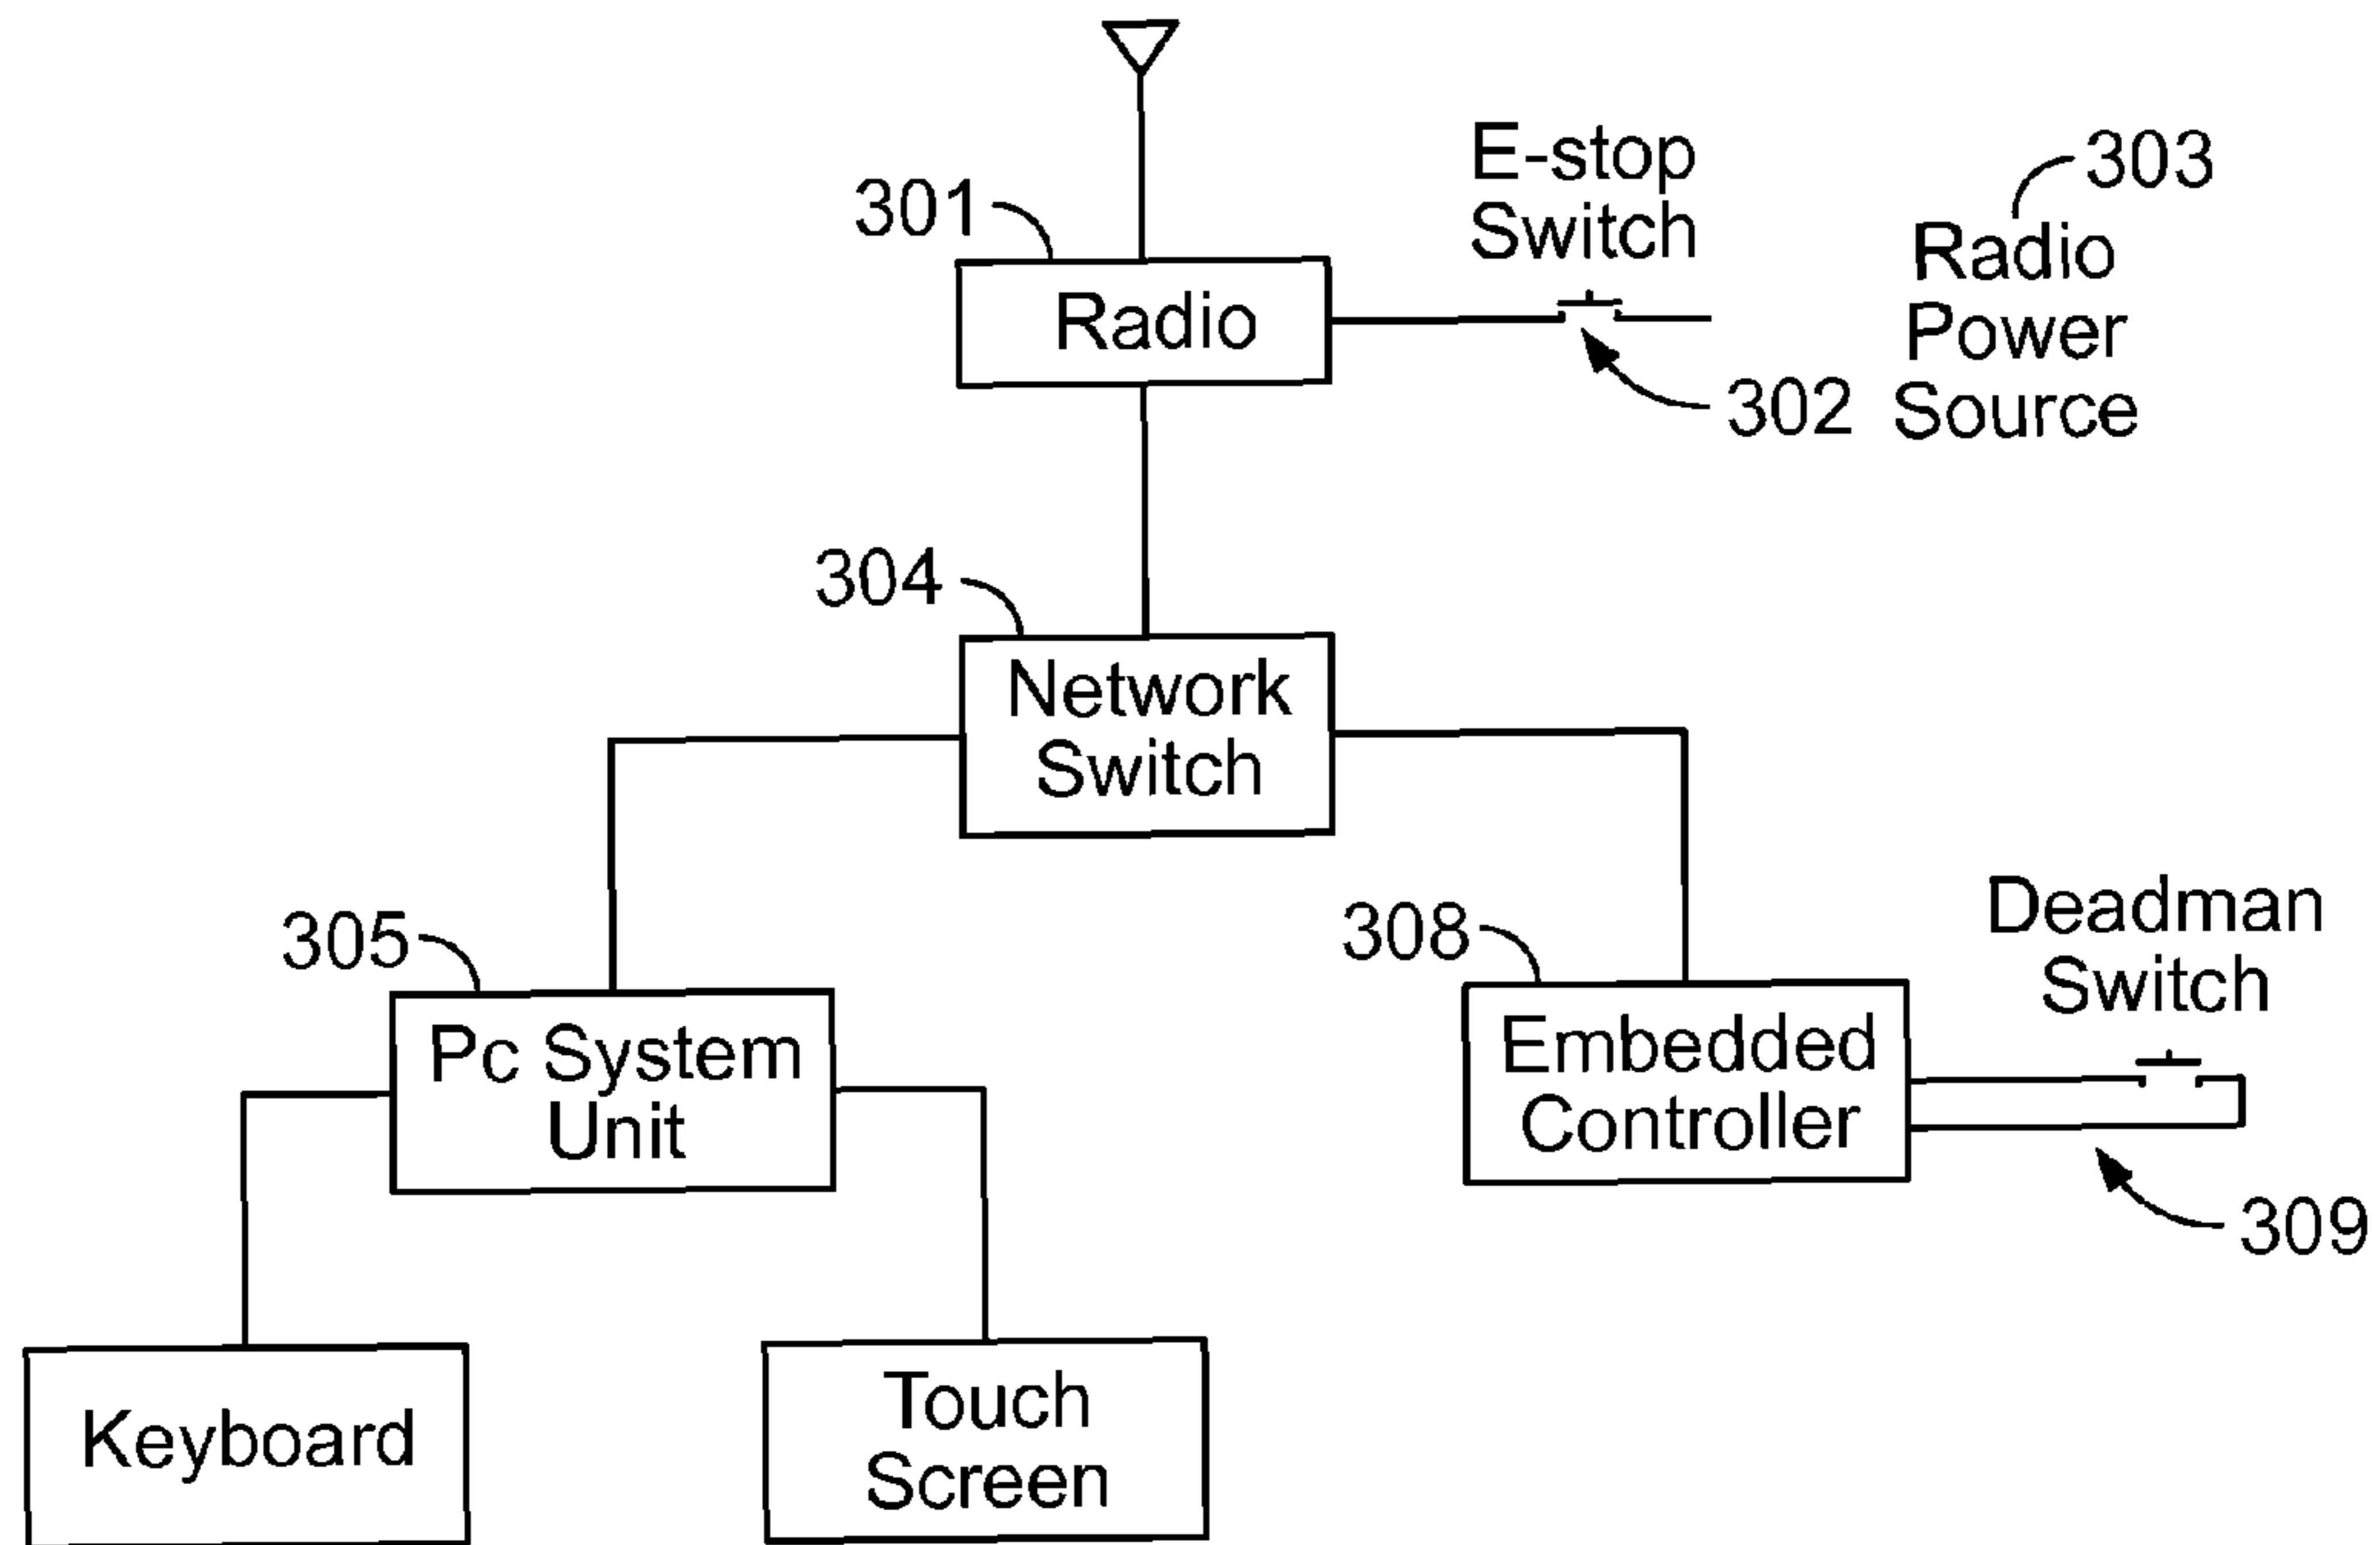 E-stop
Switch
303
301
Radio
Power
Source
Radio
302
304
Network
Switch
305
308
Deadman
Switch
Pc System
Unit
Embedded
Controller
309
Keyboard
Touch
Screen